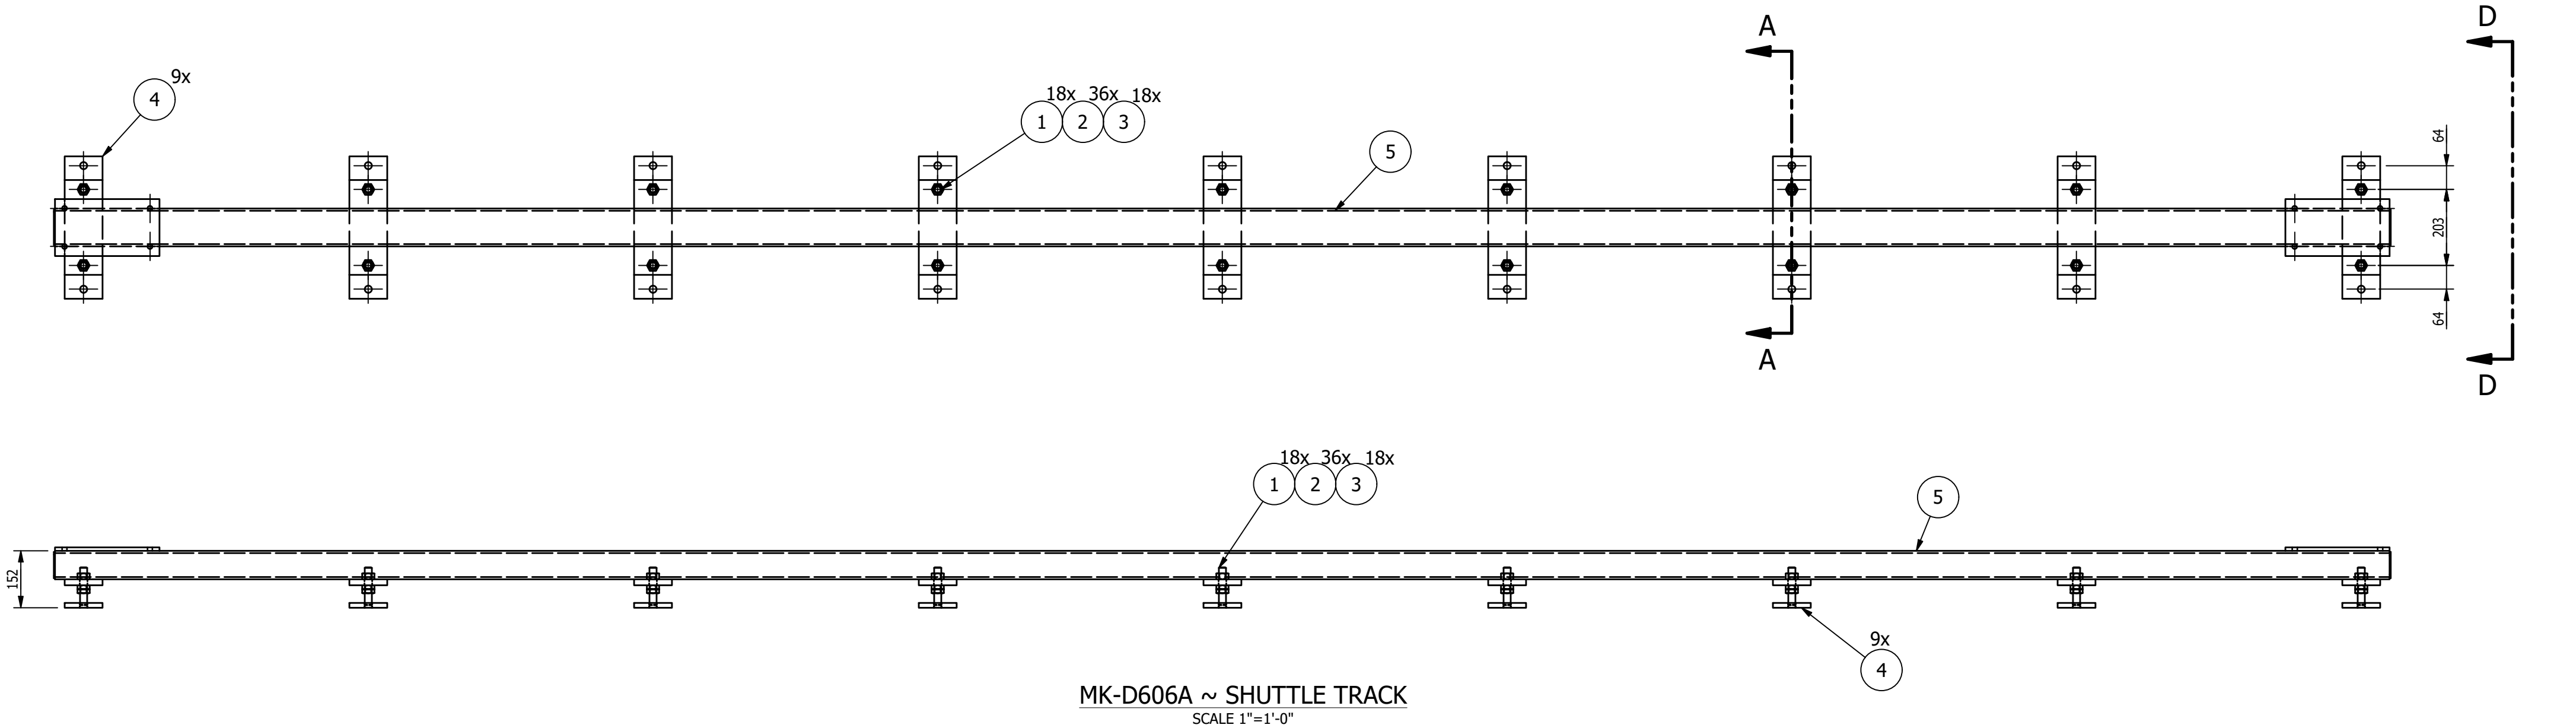 A
D
9x
4
18x 36x 18x
1 2 3
5
64
203
64
A
D
18x 36x 18x
1 2 3
5
152
9x
4
MK-D606A ~ SHUTTLE TRACK
SCALE 1"=1'-0"